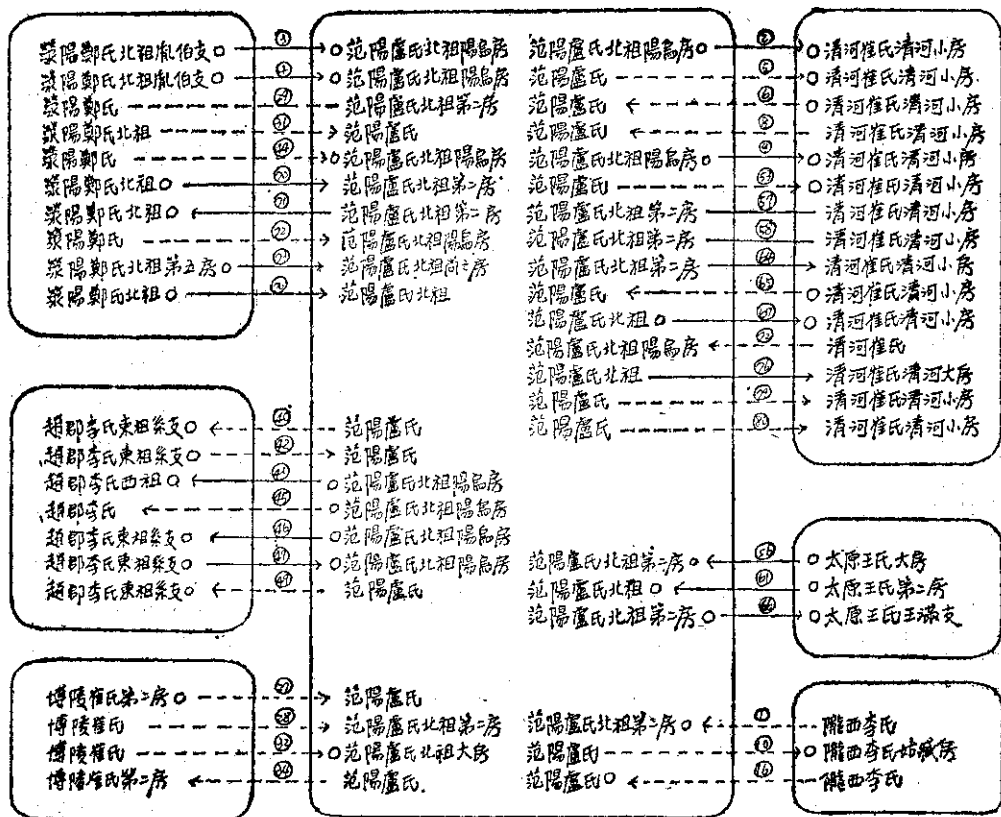 滎陽鄭氏北祖胤伯支 ③ 范陽盧氏北祖陽烏房
滎陽鄭氏北祖胤伯支 范陽盧氏北祖陽烏房
滎陽鄭氏 范陽盧氏北祖第二房
滎陽鄭氏北祖 范陽盧氏
滎陽鄭氏 范陽盧氏北祖陽烏房
滎陽鄭氏北祖 范陽盧氏北祖第二房
滎陽鄭氏北祖 范陽盧氏北祖第二房
滎陽鄭氏 范陽盧氏北祖陽烏房
滎陽鄭氏北祖第五房 范陽盧氏北祖
滎陽鄭氏北祖 范陽盧氏北祖
趙郡李氏東祖系支 范陽盧氏
趙郡李氏東祖系支 范陽盧氏
趙郡李氏西祖 范陽盧氏北祖陽烏房
趙郡李氏 范陽盧氏北祖陽烏房
趙郡李氏東祖系支 范陽盧氏北祖陽烏房
趙郡李氏東祖系支 范陽盧氏北祖陽烏房
趙郡李氏東祖系支 范陽盧氏
博陵崔氏第二房 范陽盧氏
博陵崔氏 范陽盧氏北祖第二房
博陵崔氏 范陽盧氏北祖大房
博陵崔氏第二房 范陽盧氏
范陽盧氏北祖陽烏房 清河崔氏清河小房
范陽盧氏 清河崔氏清河小房
范陽盧氏 ⑥ 清河崔氏清河小房
范陽盧氏 清河崔氏清河小房
范陽盧氏北祖陽烏房 清河崔氏清河小房
范陽盧氏 清河崔氏清河小房
范陽盧氏北祖第二房 清河崔氏清河小房
范陽盧氏北祖第二房 清河崔氏清河小房
范陽盧氏北祖第二房 清河崔氏清河小房
范陽盧氏 清河崔氏清河小房
范陽盧氏北祖 清河崔氏清河小房
范陽盧氏北祖陽烏房 清河崔氏
范陽盧氏北祖 清河崔氏清河大房
范陽盧氏 清河崔氏清河小房
范陽盧氏 清河崔氏清河小房
范陽盧氏北祖第二房 太原王氏大房
范陽盧氏北祖 太原王氏第二房
范陽盧氏北祖第二房 太原王氏王滿支
范陽盧氏北祖第二房 隴西李氏
范陽盧氏 隴西李氏姑臧房
范陽盧氏 隴西李氏